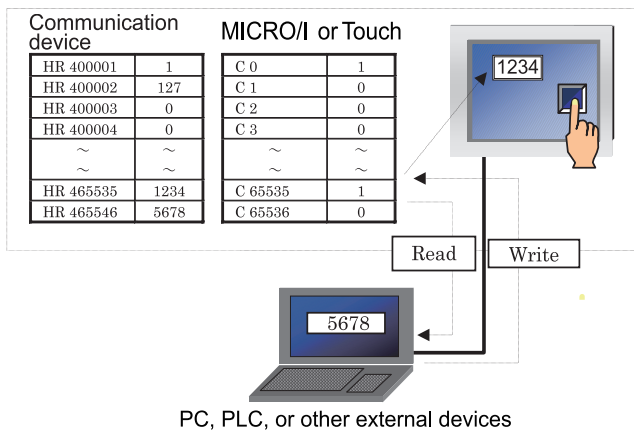 Communication
device
HR 400001 1
HR 400002 127
HR 400003 0
HR 400004 0
~ ~
~ ~
HR 465535 1234
HR 465546 5678
MICRO/I or Touch
C 0 1
C 1 0
C 2 0
C 3 0
~ ~
~ ~
C 65535 1
C 65536 0
1234
Read
Write
5678
PC, PLC, or other external devices